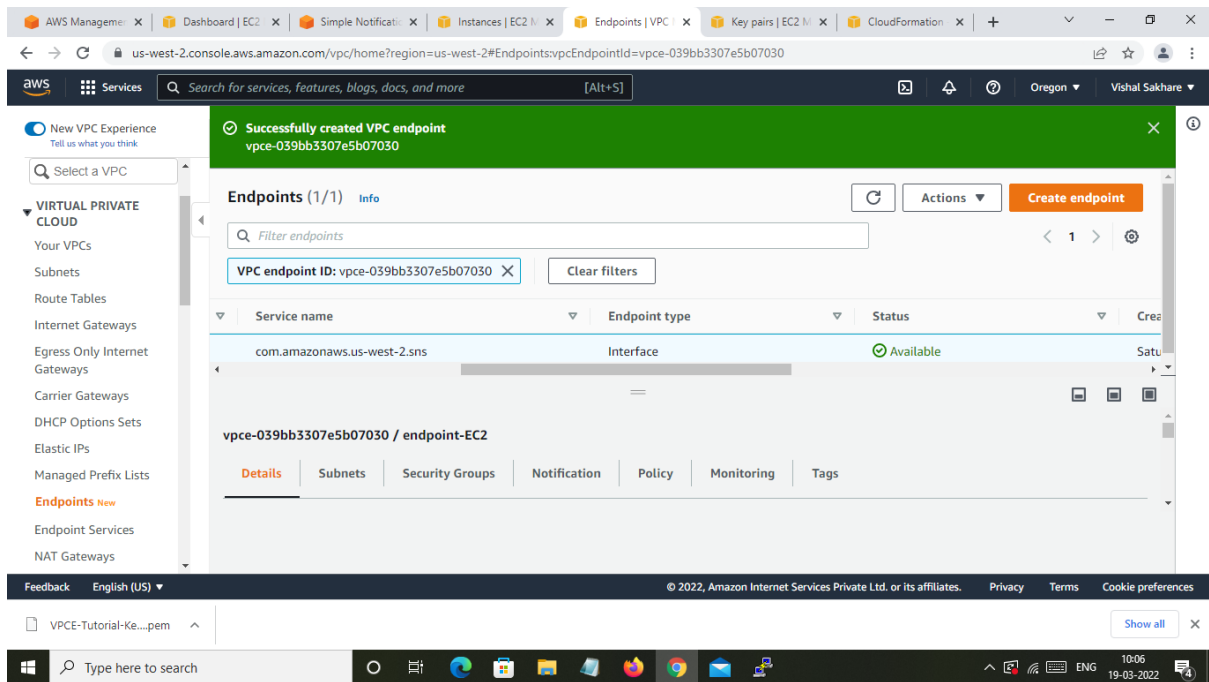 AWS Managemen
Dashboard | EC2
Simple Notificatio
Instances | EC2 M
Endpoints | VPC
Key pairs | EC2 M
CloudFormation
us-west-2.console.aws.amazon.com/vpc/home?region=us-west-2#Endpoints:vpcEndpointId=vpce-039bb3307e5b07030
aws
Services
Search for services, features, blogs, docs, and more
[Alt+S]
Oregon
Vishal Sakhare
New VPC Experience
Tell us what you think
Select a VPC
VIRTUAL PRIVATE
CLOUD
Your VPCs
Subnets
Route Tables
Internet Gateways
Egress Only Internet
Gateways
Carrier Gateways
DHCP Options Sets
Elastic IPs
Managed Prefix Lists
Endpoints New
Endpoint Services
NAT Gateways
Successfully created VPC endpoint
vpce-039bb3307e5b07030
Endpoints (1/1) Info
Actions
Create endpoint
Filter endpoints
1
VPC endpoint ID: vpce-039bb3307e5b07030
Clear filters
Service name
Endpoint type
Status
Crea
com.amazonaws.us-west-2.sns
Interface
Available
Satu
vpce-039bb3307e5b07030 / endpoint-EC2
Details
Subnets
Security Groups
Notification
Policy
Monitoring
Tags
Feedback
English (US)
© 2022, Amazon Internet Services Private Ltd. or its affiliates.
Privacy
Terms
Cookie preferences
VPCE-Tutorial-Ke....pem
Show all
Type here to search
ENG
10:06
19-03-2022
4